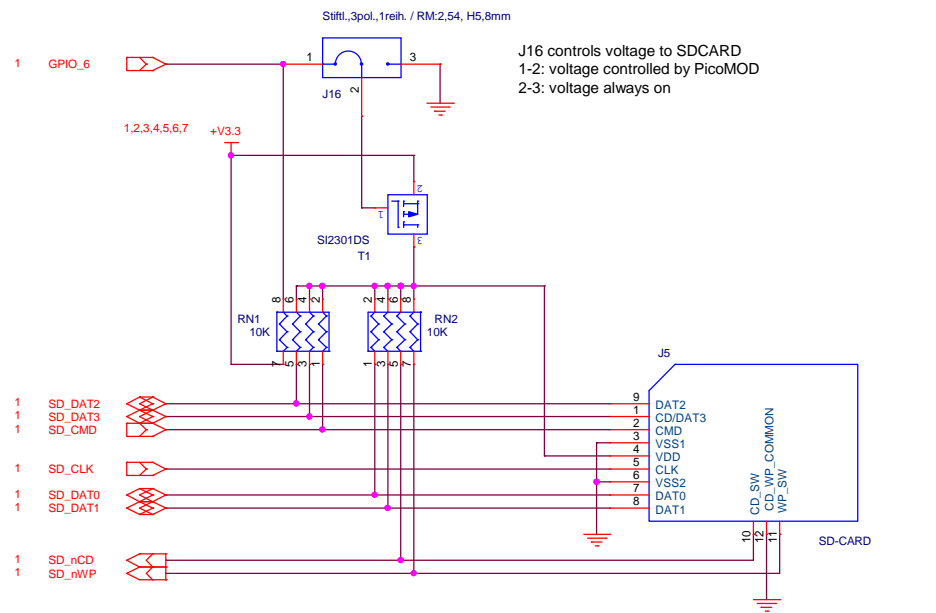 Stiftl.,3pol.,1reih. / RM:2,54, H5,8mm
J16 controls voltage to SDCARD
1-2: voltage controlled by PicoMOD
2-3: voltage always on
1 GPIO_6
1 3
J16
2
1,2,3,4,5,6,7 +V3.3
2
1
SI2301DS
T1
3
8 6 4 2
2 4 6 8
RN1
10K
RN2
10K
7 5 3 1
1 3 5 7
J5
1 SD_DAT2 9 DAT2
1 SD_DAT3 1 CD/DAT3
1 SD_CMD 2 CMD
3 VSS1
4 VDD
1 SD_CLK 5 CLK
6 VSS2
1 SD_DAT0 7 DAT0
1 SD_DAT1 8 DAT1
CD_SW
CD_WP_COMMON
WP_SW
10 12 11
SD-CARD
1 SD_nCD
1 SD_nWP